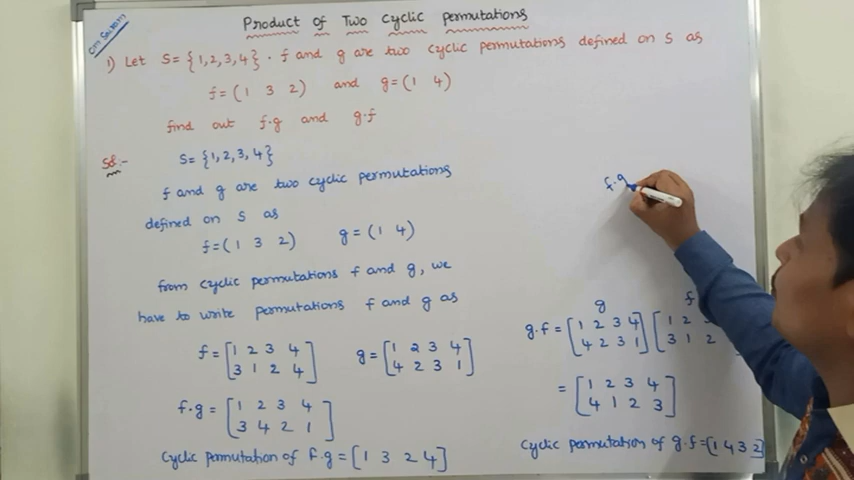 Om Sairam
Product of Two Cyclic Permutations
1) Let S = {1,2,3,4} . f and g are two cyclic permutations defined on S as
f = (1 3 2) and g = (1 4)
find out f.g and g.f
Sol:-
S = {1,2,3,4}
f and g are two cyclic permutations
defined on S as
f = (1 3 2) g = (1 4)
from cyclic permutations f and g, we
have to write permutations f and g as
f = [1 2 3 4
3 1 2 4] g = [1 2 3 4
4 2 3 1]
f.g = [1 2 3 4
3 4 2 1]
Cyclic permutation of f.g = [1 3 2 4]
f.g
g f
g.f = [1 2 3 4
4 2 3 1] [1 2
3 1 2
= [1 2 3 4
4 1 2 3]
Cyclic permutation of g.f = [1 4 3 2]